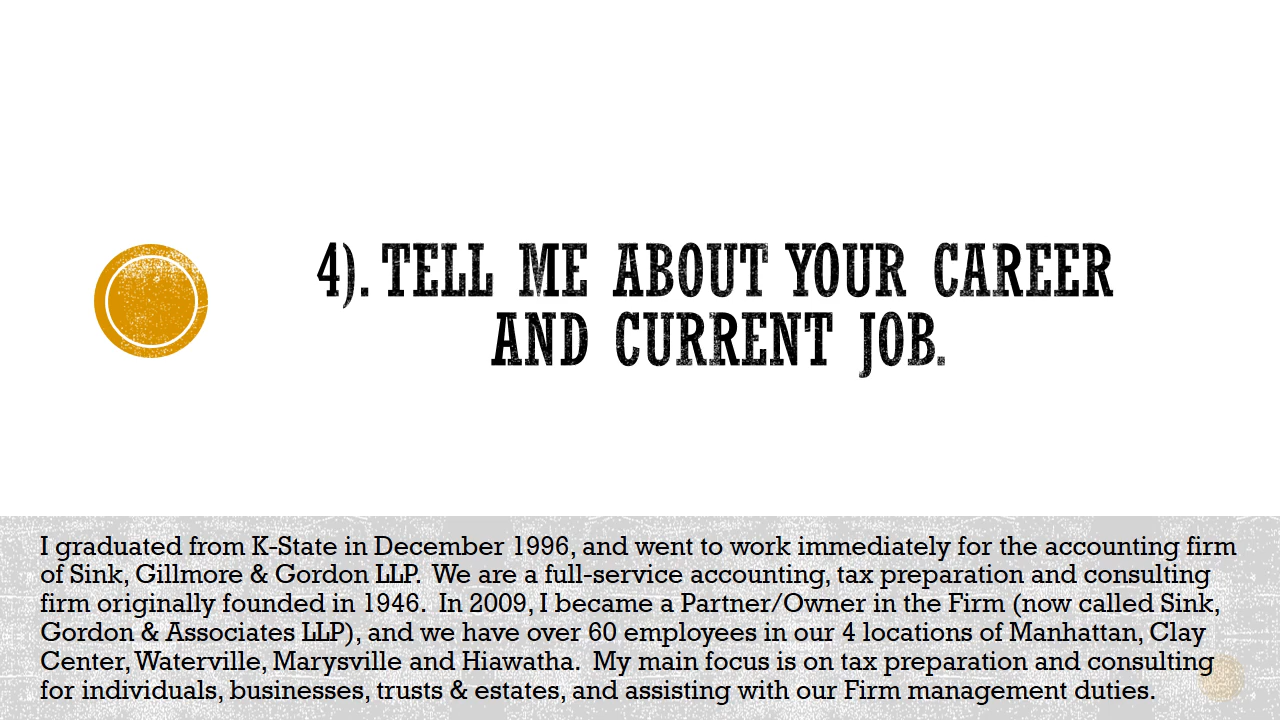 4). TELL ME ABOUT YOUR CAREER
AND CURRENT JOB.
I graduated from K-State in December 1996, and went to work immediately for the accounting firm
of Sink, Gillmore & Gordon LLP.  We are a full-service accounting, tax preparation and consulting
firm originally founded in 1946.  In 2009, I became a Partner/Owner in the Firm (now called Sink,
Gordon & Associates LLP), and we have over 60 employees in our 4 locations of Manhattan, Clay
Center, Waterville, Marysville and Hiawatha.  My main focus is on tax preparation and consulting
for individuals, businesses, trusts & estates, and assisting with our Firm management duties.